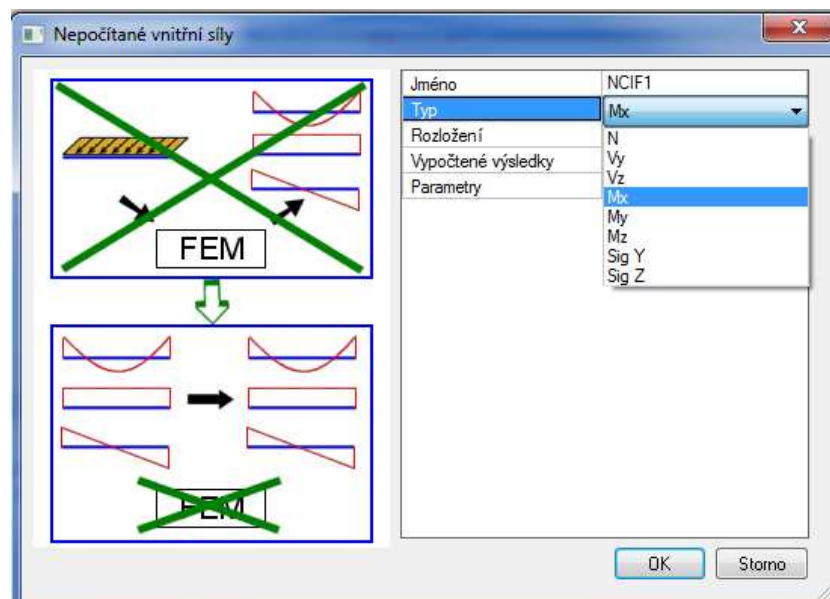 Nepočítané vnitřní síly
FEM
FEM
Jméno NCIF1
Typ Mx
Rozložení
Vypočtené výsledky
Parametry
N
Vy
Vz
Mx
My
Mz
Sig Y
Sig Z
OK Storno